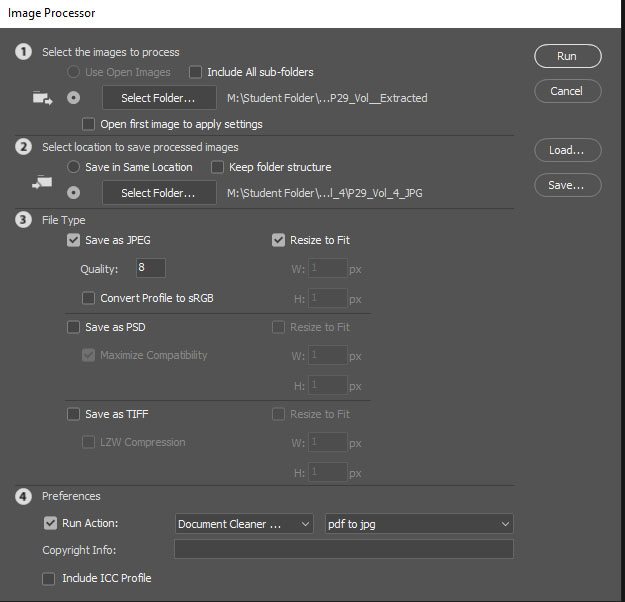 Image Processor
1 Select the images to process
Use Open Images Include All sub-folders
Select Folder... M:\Student Folder\...P29_Vol__Extracted
Open first image to apply settings
Run
Cancel
2 Select location to save processed images
Save in Same Location Keep folder structure
Select Folder... M:\Student Folder\...l_4\P29_Vol_4_JPG
Load...
Save...
3 File Type
Save as JPEG Resize to Fit
Quality: 8 W: 1 px
Convert Profile to sRGB H: 1 px
Save as PSD Resize to Fit
Maximize Compatibility W: 1 px
H: 1 px
Save as TIFF Resize to Fit
LZW Compression W: 1 px
H: 1 px
4 Preferences
Run Action: Document Cleaner ... pdf to jpg
Copyright Info:
Include ICC Profile